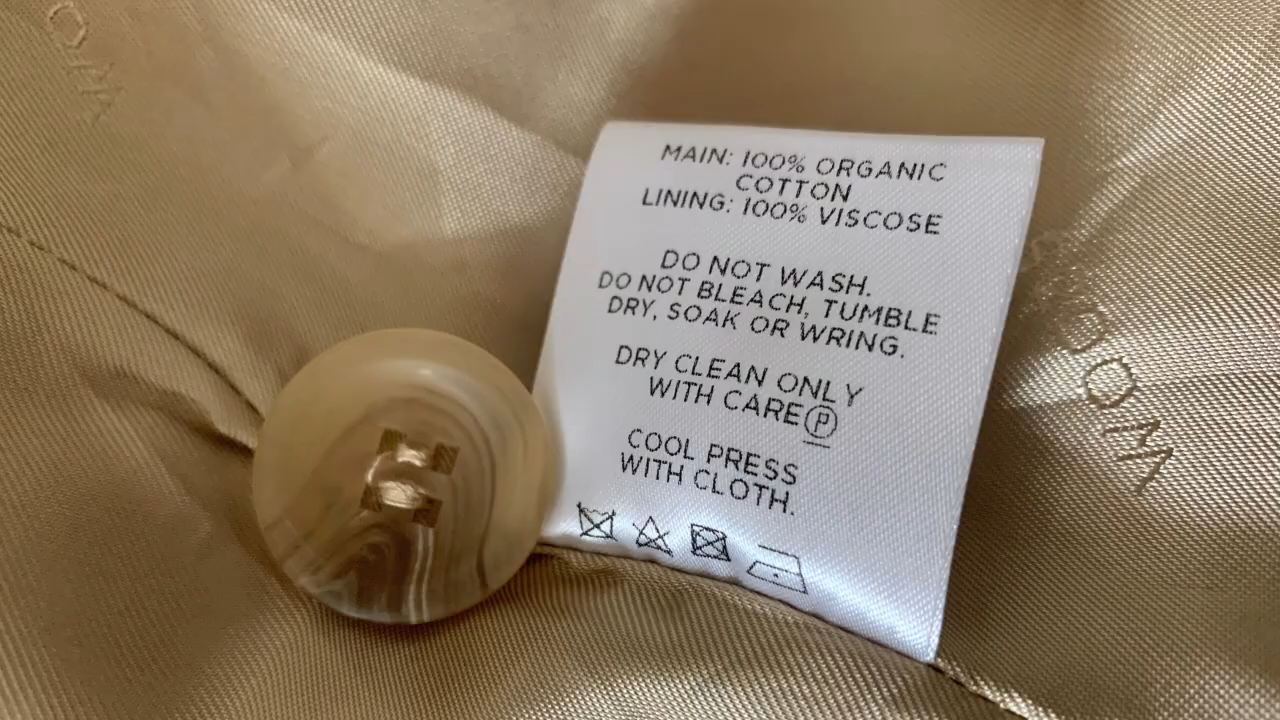 MAIN: 100% ORGANIC
COTTON
LINING: 100% VISCOSE
DO NOT WASH.
DO NOT BLEACH, TUMBLE
DRY, SOAK OR WRING.
DRY CLEAN ONLY
WITH CARE Ⓟ
COOL PRESS
WITH CLOTH.